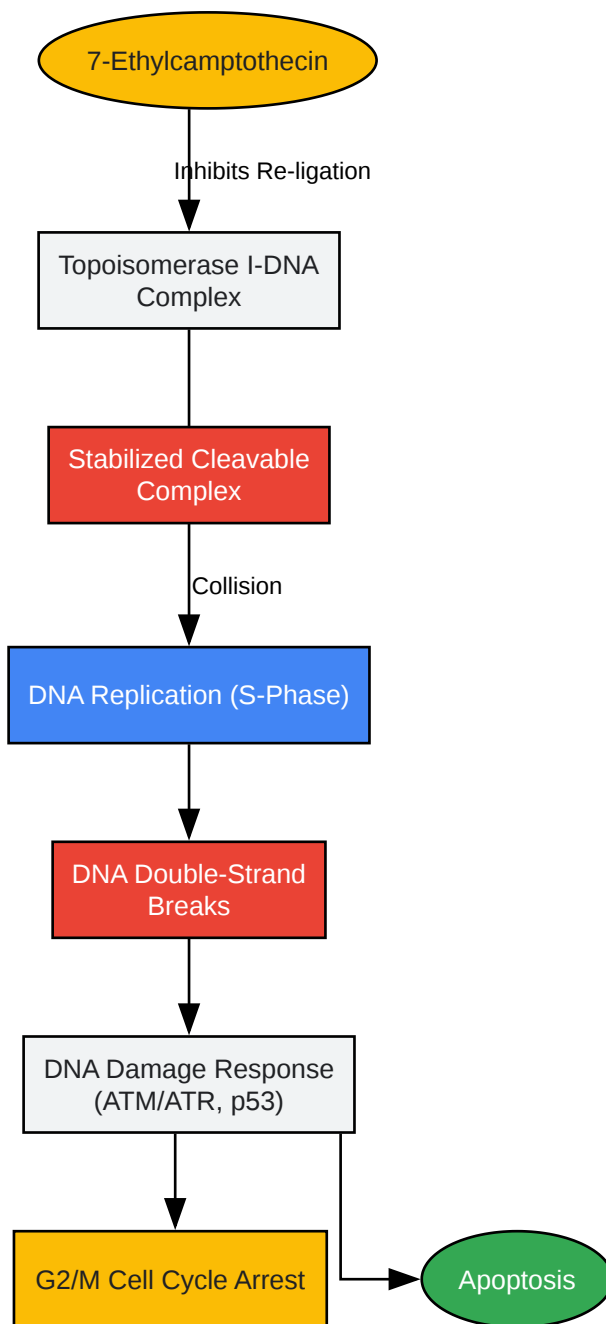 7-Ethylcamptothecin
Inhibits Re-ligation
Topoisomerase I-DNA
Complex
Stabilized Cleavable
Complex
Collision
DNA Replication (S-Phase)
DNA Double-Strand
Breaks
DNA Damage Response
(ATM/ATR, p53)
G2/M Cell Cycle Arrest
Apoptosis